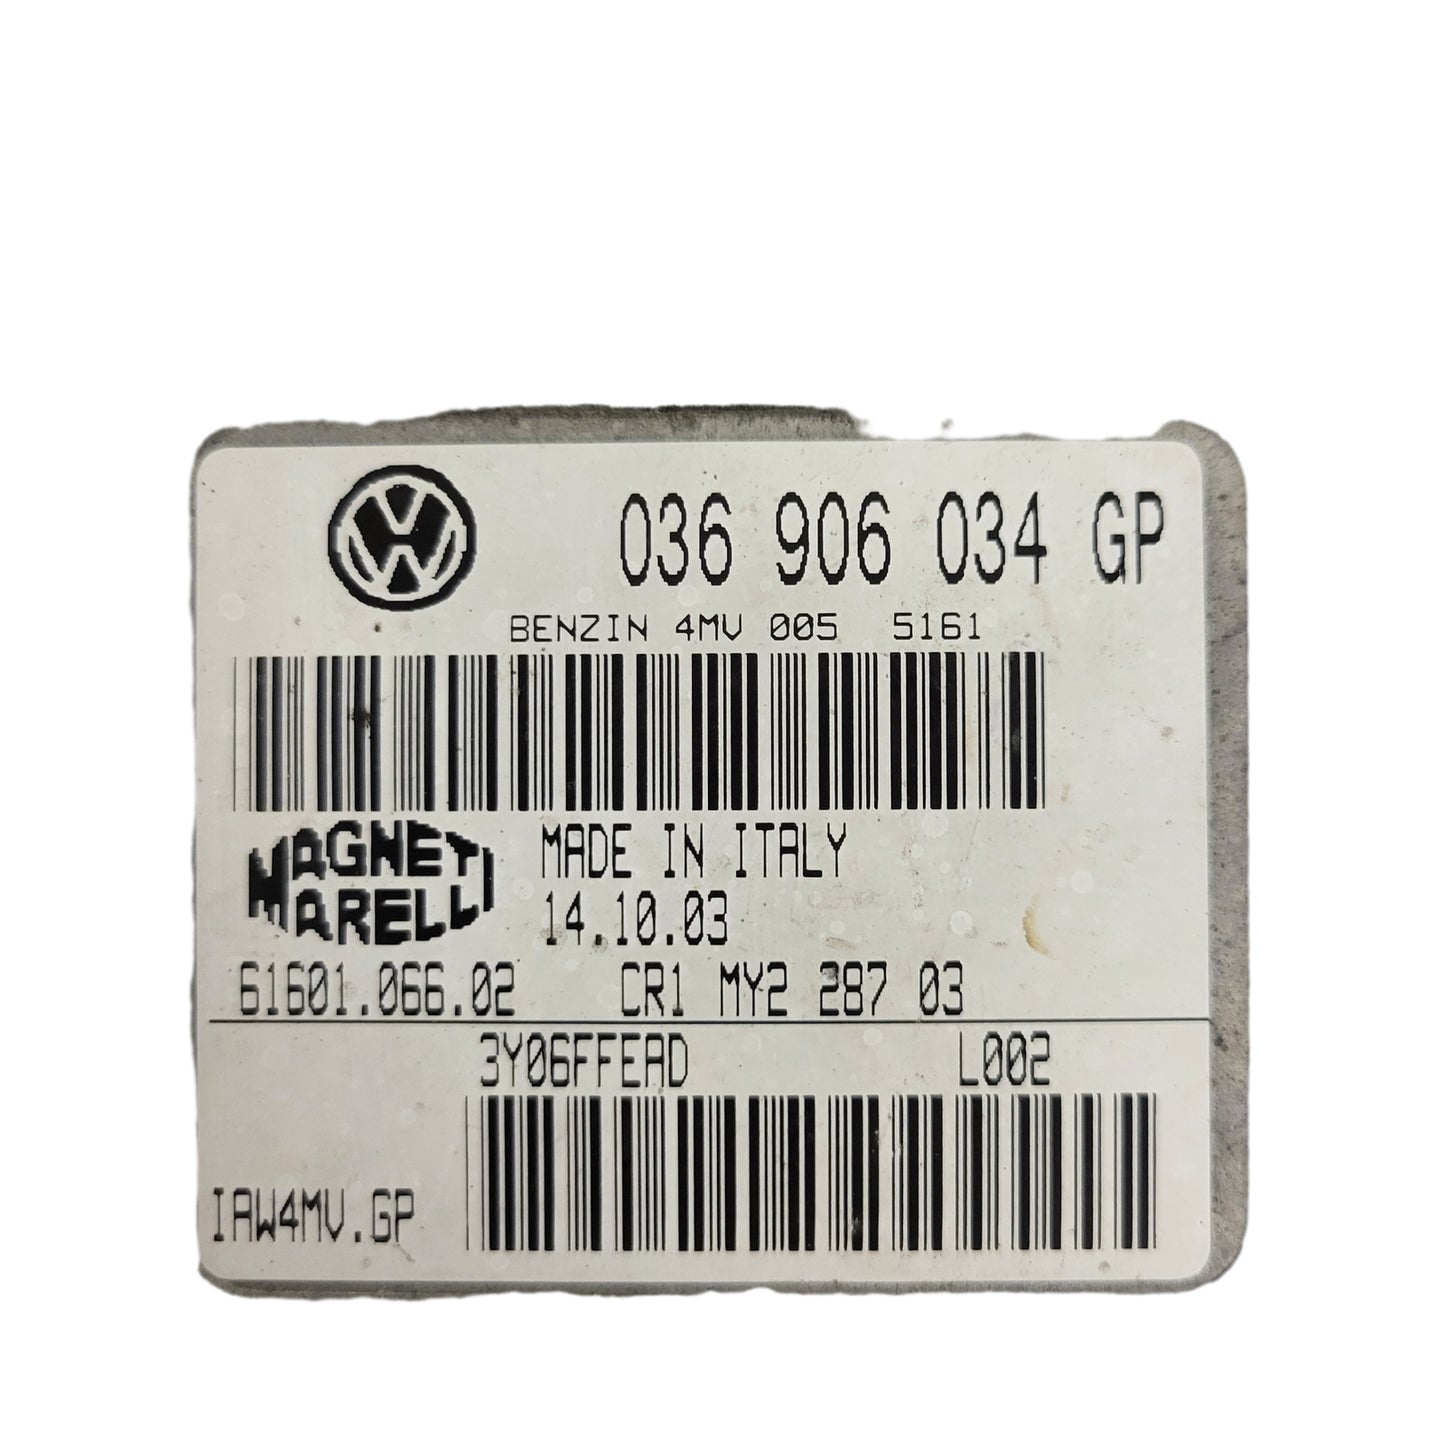 036 906 034 GP
BENZIN 4MV 005 5161
MAGNETI
MARELLI
MADE IN ITALY
14.10.03
61601.066.02 CR1 MY2 287 03
3Y06FFEAD L002
IAW4MV.GP